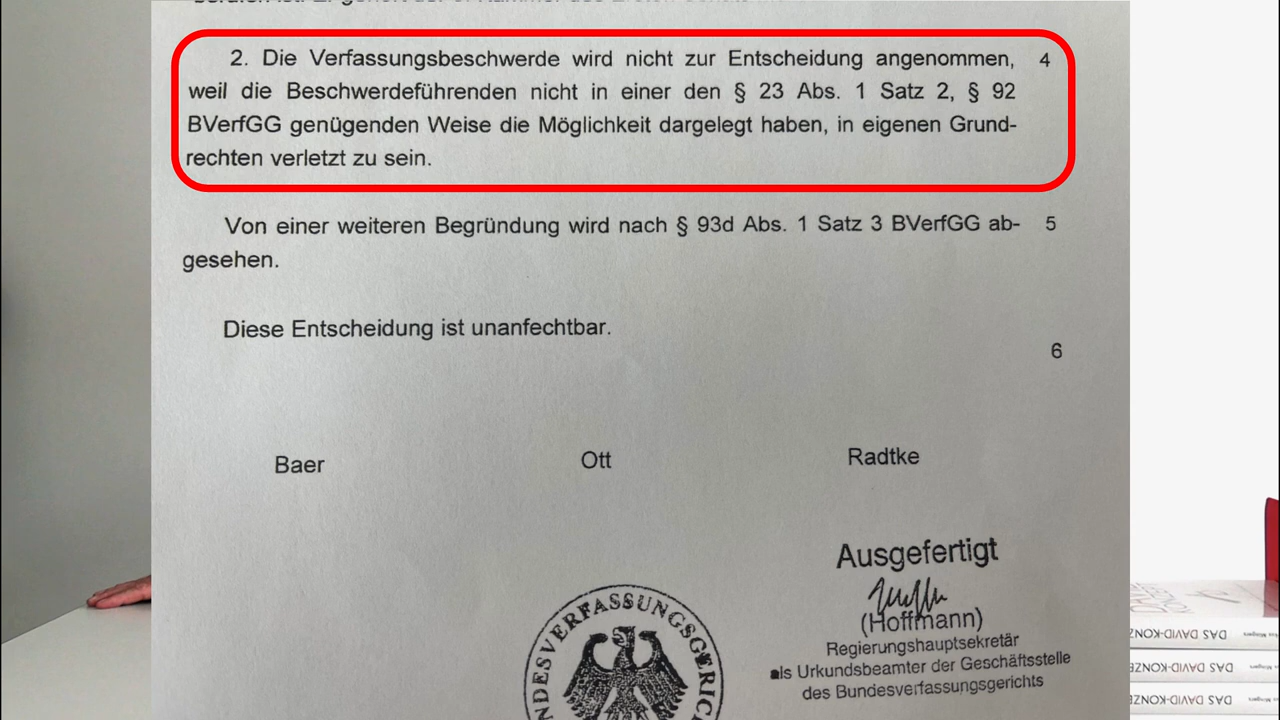 2. Die Verfassungsbeschwerde wird nicht zur Entscheidung angenommen, 4
weil die Beschwerdeführenden nicht in einer den § 23 Abs. 1 Satz 2, § 92
BVerfGG genügenden Weise die Möglichkeit dargelegt haben, in eigenen Grund-
rechten verletzt zu sein.
Von einer weiteren Begründung wird nach § 93d Abs. 1 Satz 3 BVerfGG ab- 5
gesehen.
Diese Entscheidung ist unanfechtbar.
6
Baer Ott Radtke
Ausgefertigt
(Hoffmann)
Regierungshauptsekretär
als Urkundsbeamter der Geschäftsstelle
des Bundesverfassungsgerichts
NDESVERFASSUNGSGERIC
DAS DAVID-KONZ
DAS DAVID-KONZE
DAS DAVID-KONZE